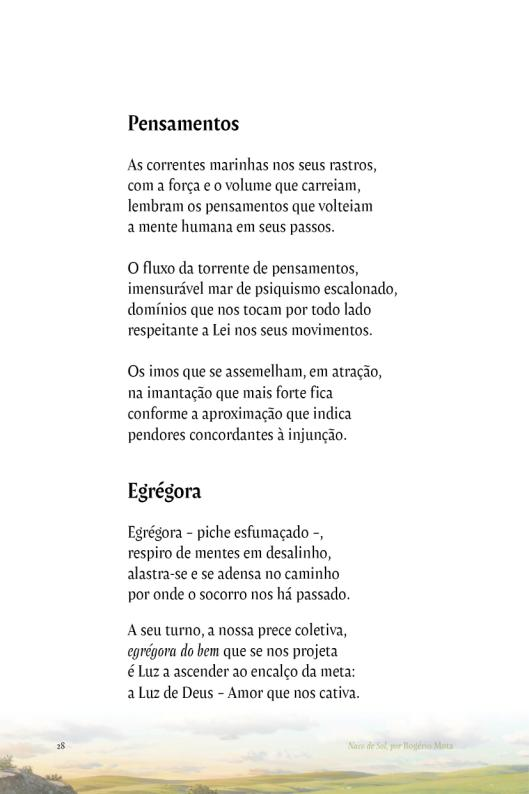 Pensamentos
As correntes marinhas nos seus rastros,
com a força e o volume que carreiam,
lembram os pensamentos que volteiam
a mente humana em seus passos.
O fluxo da torrente de pensamentos,
imensurável mar de psiquismo escalonado,
domínios que nos tocam por todo lado
respeitante a Lei nos seus movimentos.
Os imos que se assemelham, em atração,
na imantação que mais forte fica
conforme a aproximação que indica
pendores concordantes à injunção.
Egrégora
Egrégora – piche esfumaçado –,
respiro de mentes em desalinho,
alastra-se e se adensa no caminho
por onde o socorro nos há passado.
A seu turno, a nossa prece coletiva,
egrégora do bem que se nos projeta
é Luz a ascender ao encalço da meta:
a Luz de Deus – Amor que nos cativa.
28 Naco de Sol, por Rogério Mota